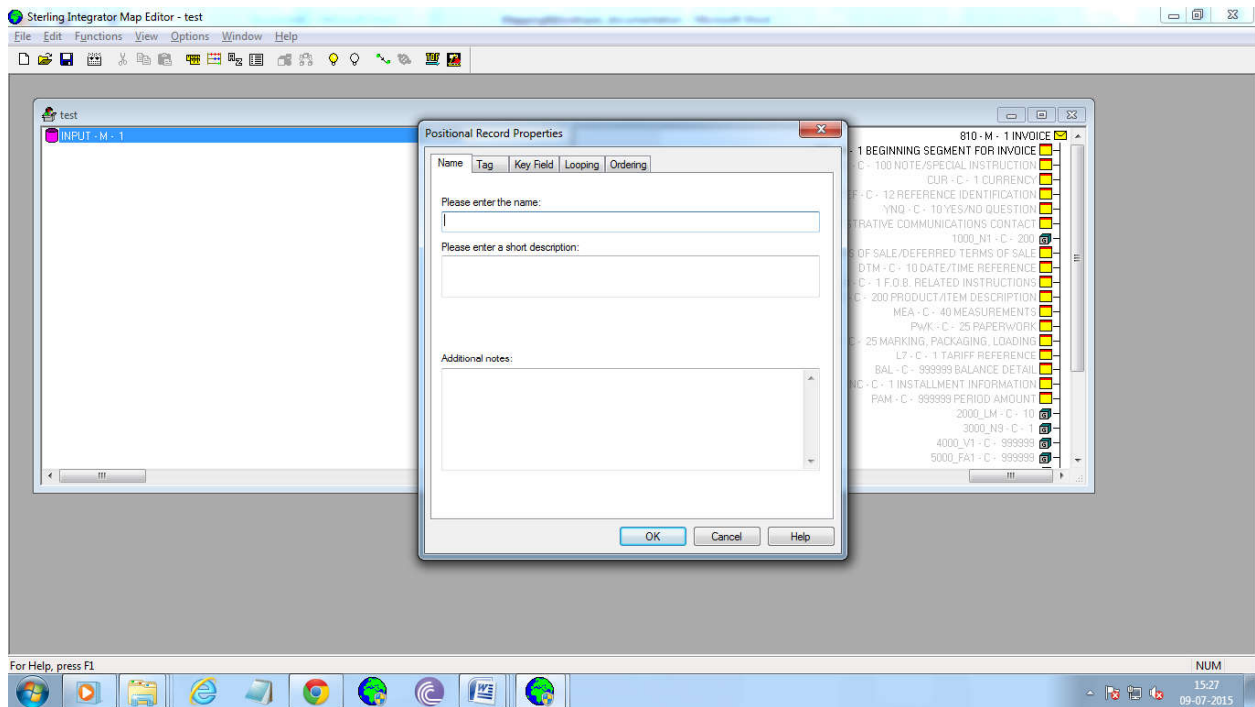 Sterling Integrator Map Editor - test
File Edit Functions View Options Window Help
test
INPUT - M - 1
Positional Record Properties
Name Tag Key Field Looping Ordering
Please enter the name:
Please enter a short description:
Additional notes:
OK Cancel Help
810 - M - 1 INVOICE
- 1 BEGINNING SEGMENT FOR INVOICE
C - 100 NOTE/SPECIAL INSTRUCTION
CUR - C - 1 CURRENCY
- C - 12 REFERENCE IDENTIFICATION
YNQ - C - 10 YES/NO QUESTION
COMMUNICATIONS CONTACT
1000_N1 - C - 200
OF SALE/DEFERRED TERMS OF SALE
DTM - C - 10 DATE/TIME REFERENCE
- C - 1 F.O.B. RELATED INSTRUCTIONS
C - 200 PRODUCT/ITEM DESCRIPTION
MEA - C - 40 MEASUREMENTS
PWK - C - 25 PAPERWORK
- 25 MARKING, PACKAGING, LOADING
L7 - C - 1 TARIFF REFERENCE
BAL - C - 999999 BALANCE DETAIL
- C - 1 INSTALLMENT INFORMATION
PAM - C - 999999 PERIOD AMOUNT
2000_LM - C - 10
3000_N9 - C - 1
4000_V1 - C - 999999
5000_FA1 - C - 999999
For Help, press F1
NUM
15:27
09-07-2015